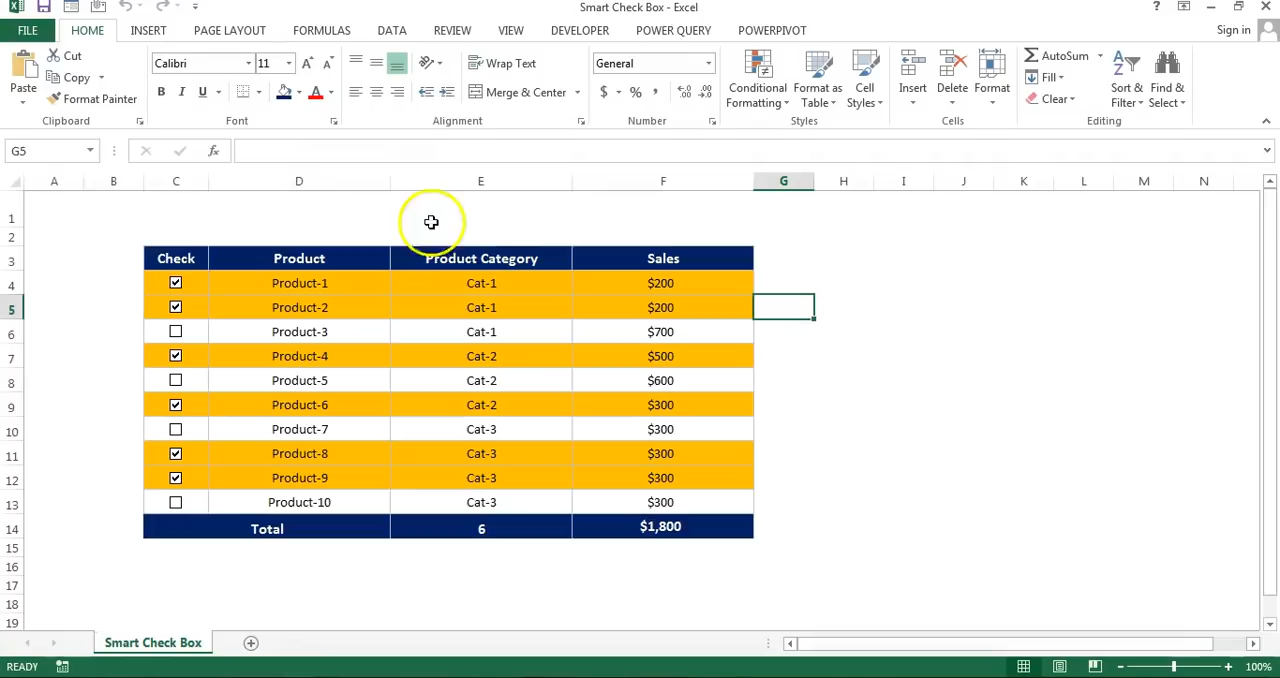 Smart Check Box - Excel
?
FILE HOME INSERT PAGE LAYOUT FORMULAS DATA REVIEW VIEW DEVELOPER POWER QUERY POWERPIVOT Sign in
Cut AutoSum
Calibri 11 A A Wrap Text General
Copy Fill
Paste Conditional Format as Cell Insert Delete Format Sort & Find &
B I U A Merge & Center $ % , Formatting Table Styles Filter Select
Format Painter Clear
Clipboard Font Alignment Number Styles Cells Editing
G5 fx
A B C D E F G H I J K L M N
1
2
3 Check Product Product Category Sales
4 Product-1 Cat-1 $200
5 Product-2 Cat-1 $200
6 Product-3 Cat-1 $700
7 Product-4 Cat-2 $500
8 Product-5 Cat-2 $600
9 Product-6 Cat-2 $300
10 Product-7 Cat-3 $300
11 Product-8 Cat-3 $300
12 Product-9 Cat-3 $300
13 Product-10 Cat-3 $300
14 Total 6 $1,800
15
16
17
18
19
Smart Check Box
READY 100%